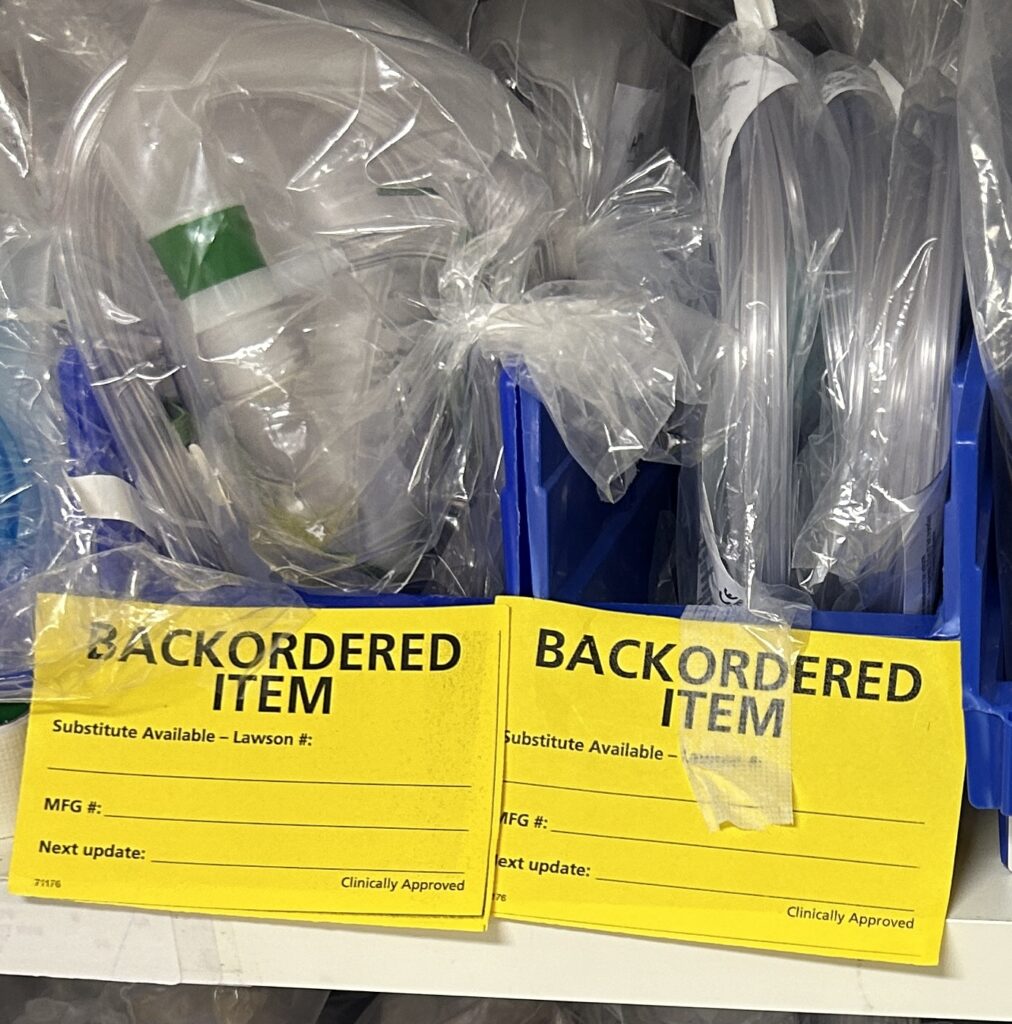 BACKORDERED
ITEM
Substitute Available – Lawson #:
MFG #:
Next update:
71176
Clinically Approved
BACKORDERED
ITEM
Substitute Available –
MFG #:
Next update:
Clinically Approved